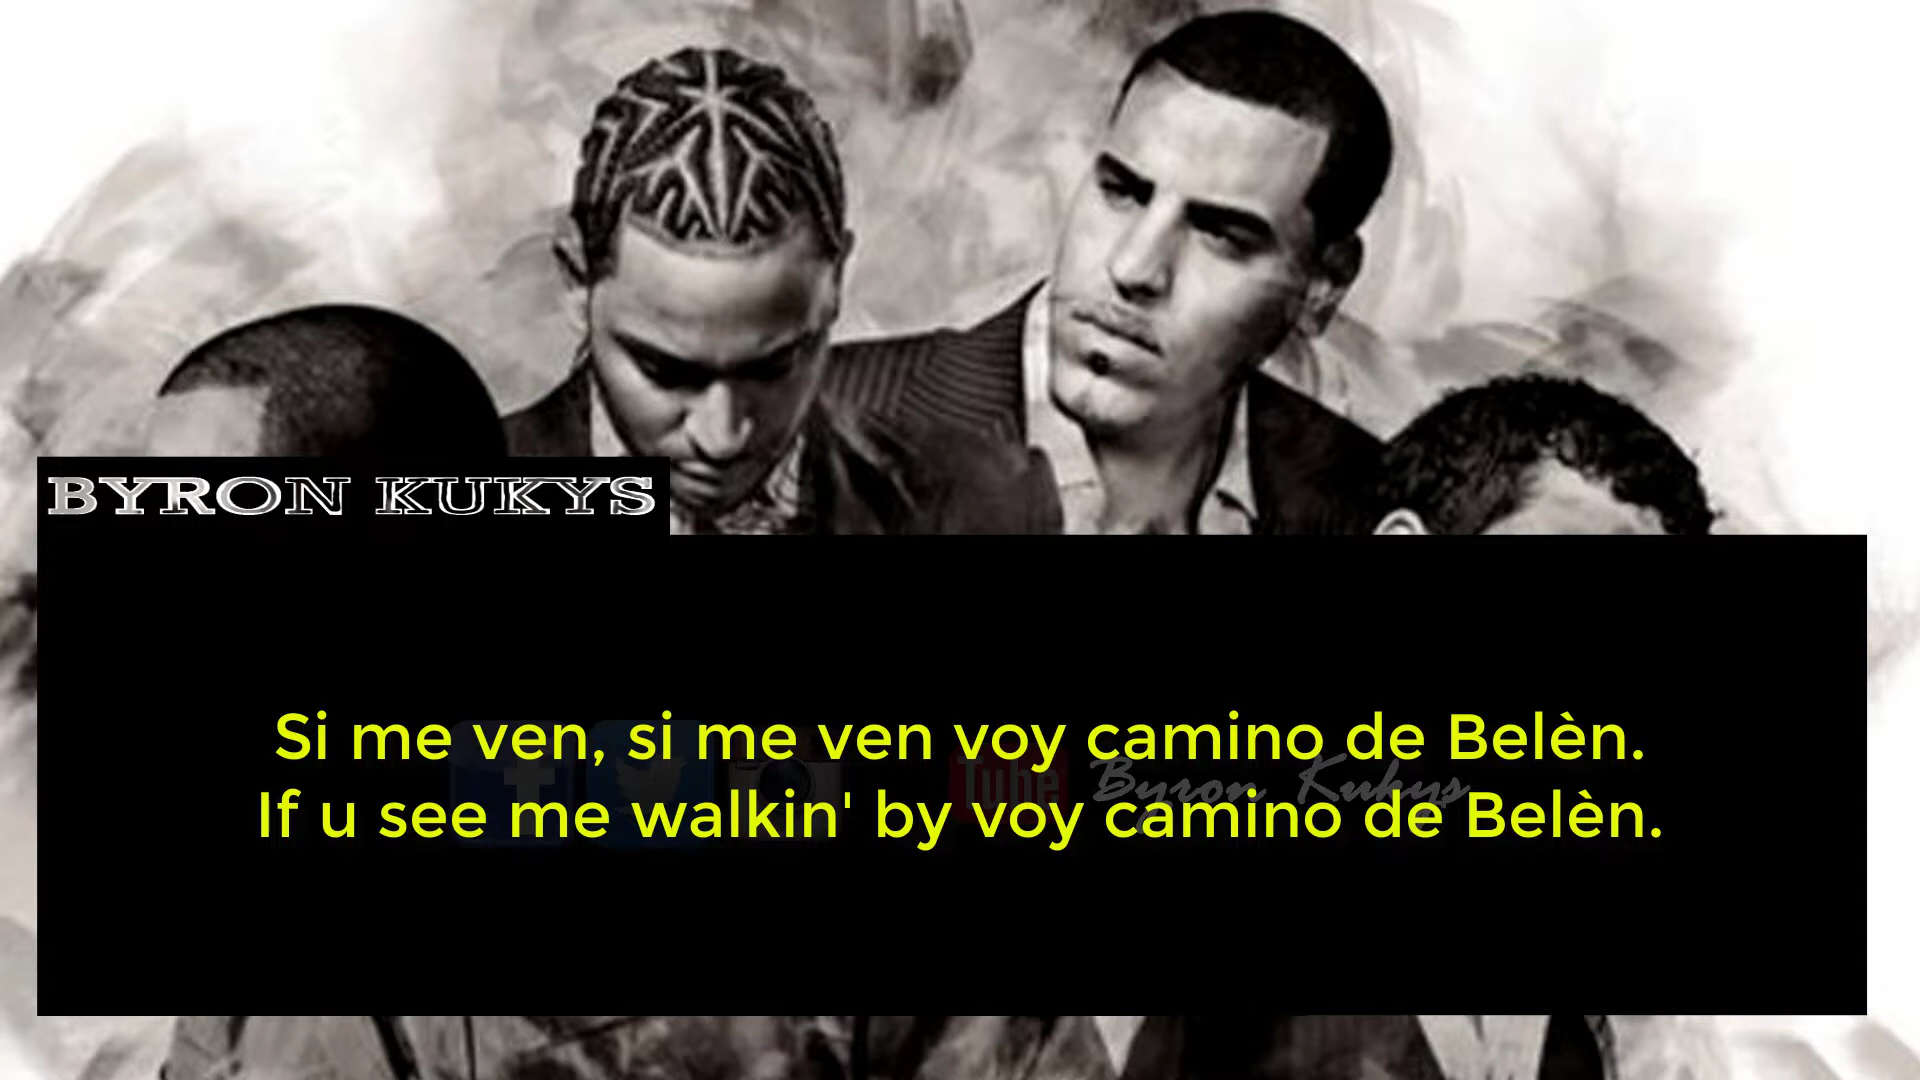 BYRON KUKYS
Si me ven, si me ven voy camino de Belèn.
If u see me walkin' by voy camino de Belèn.
Tube Byron Kukys